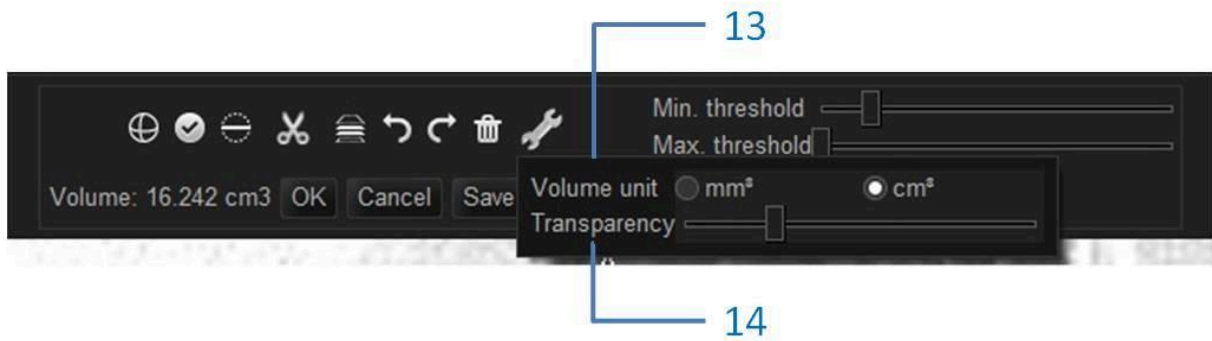 13
Min. threshold
Max. threshold
Volume: 16.242 cm3 OK Cancel Save
Volume unit mm³ cm³
Transparency
14